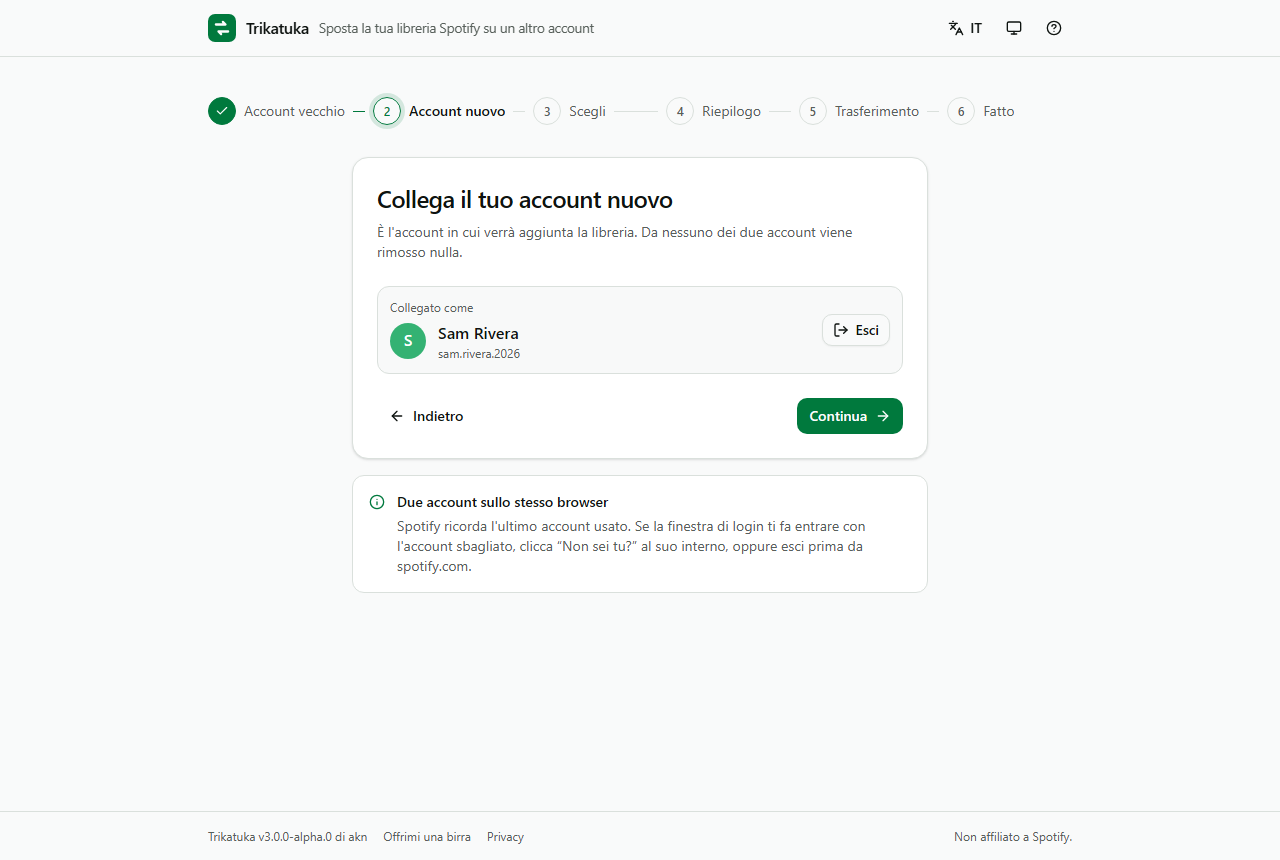 Trikatuka Sposta la tua libreria Spotify su un altro account IT
Account vecchio 2 Account nuovo 3 Scegli 4 Riepilogo 5 Trasferimento 6 Fatto
Collega il tuo account nuovo
È l'account in cui verrà aggiunta la libreria. Da nessuno dei due account viene
rimosso nulla.
Collegato come
S Sam Rivera
sam.rivera.2026
Esci
Indietro Continua
Due account sullo stesso browser
Spotify ricorda l'ultimo account usato. Se la finestra di login ti fa entrare con
l'account sbagliato, clicca “Non sei tu?” al suo interno, oppure esci prima da
spotify.com.
Trikatuka v3.0.0-alpha.0 di akn Offrimi una birra Privacy Non affiliato a Spotify.